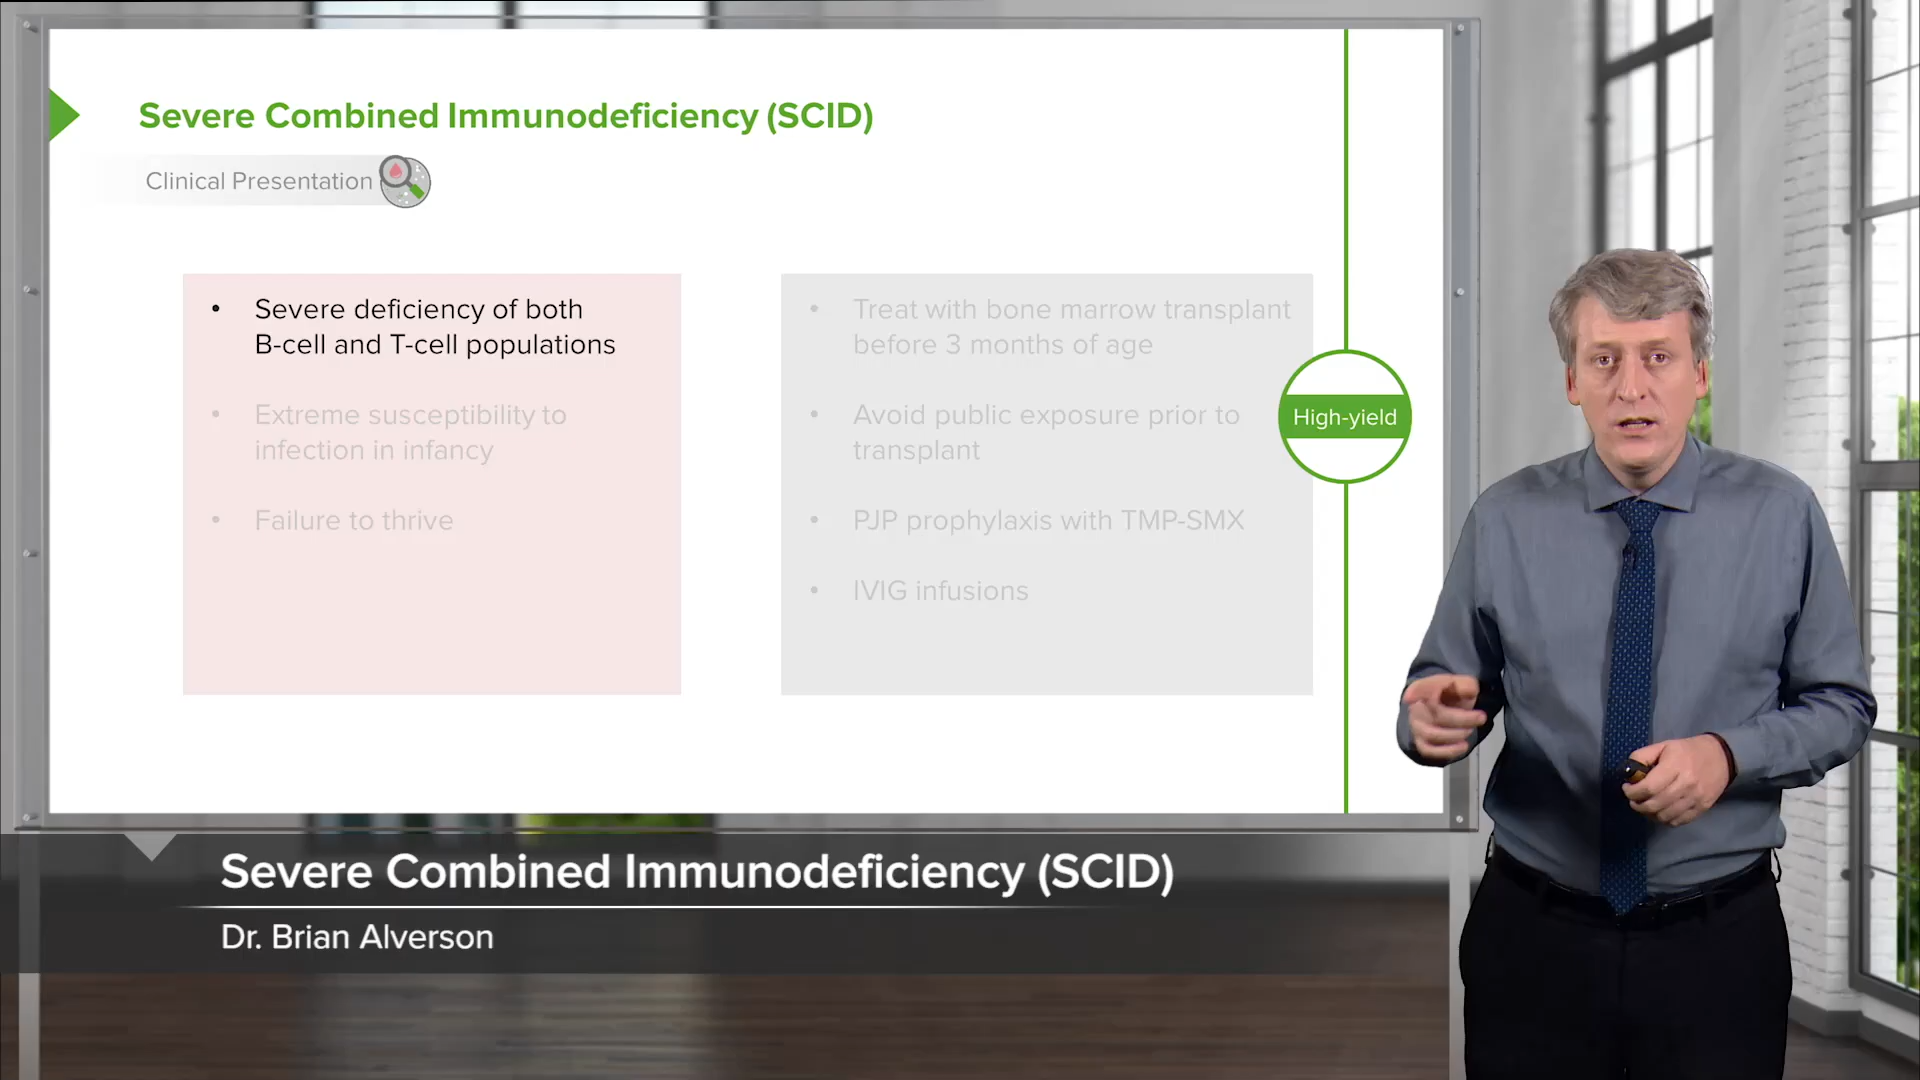 Severe Combined Immunodeficiency (SCID)
Clinical Presentation
• Severe deficiency of both
B-cell and T-cell populations
• Extreme susceptibility to
infection in infancy
• Failure to thrive
• Treat with bone marrow transplant
before 3 months of age
• Avoid public exposure prior to
transplant
• PJP prophylaxis with TMP-SMX
• IVIG infusions
High-yield
Severe Combined Immunodeficiency (SCID)
Dr. Brian Alverson